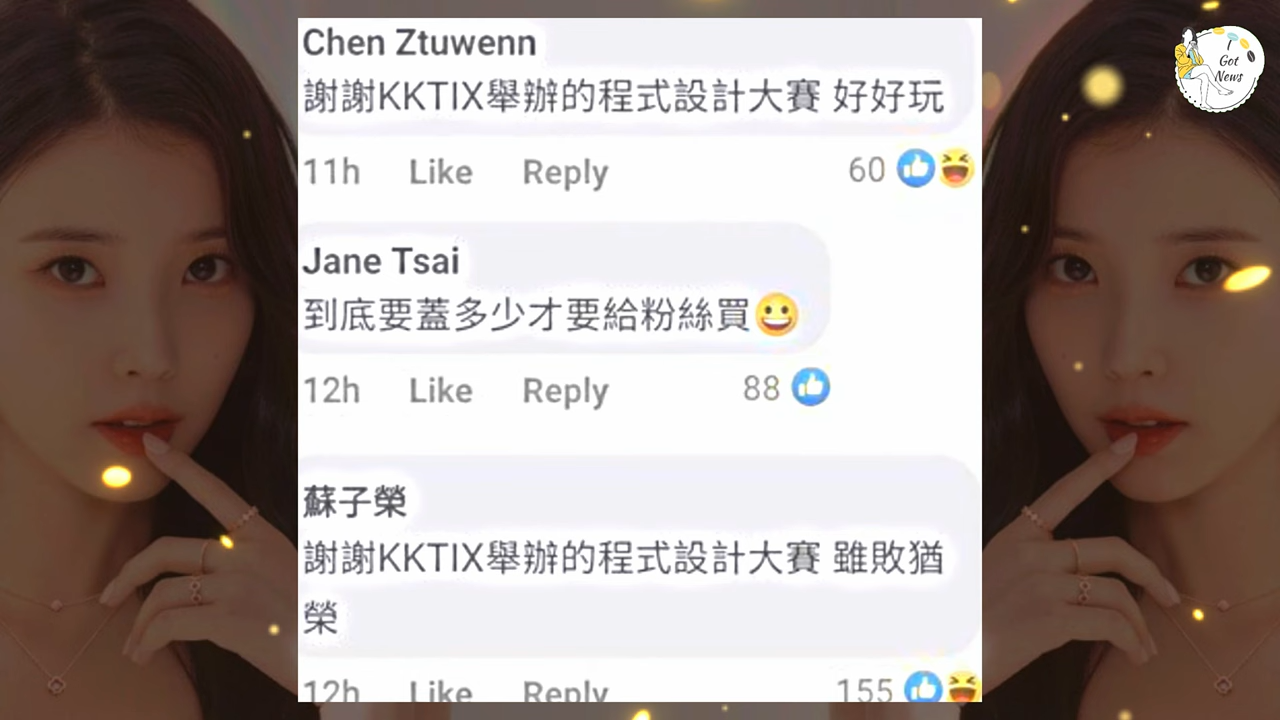 I
Got
News
Chen Ztuwenn
謝謝KKTIX舉辦的程式設計大賽 好好玩
11h Like Reply 60
Jane Tsai
到底要蓋多少才要給粉絲買😀
12h Like Reply 88
蘇子榮
謝謝KKTIX舉辦的程式設計大賽 雖敗猶
榮
12h Like Reply 155